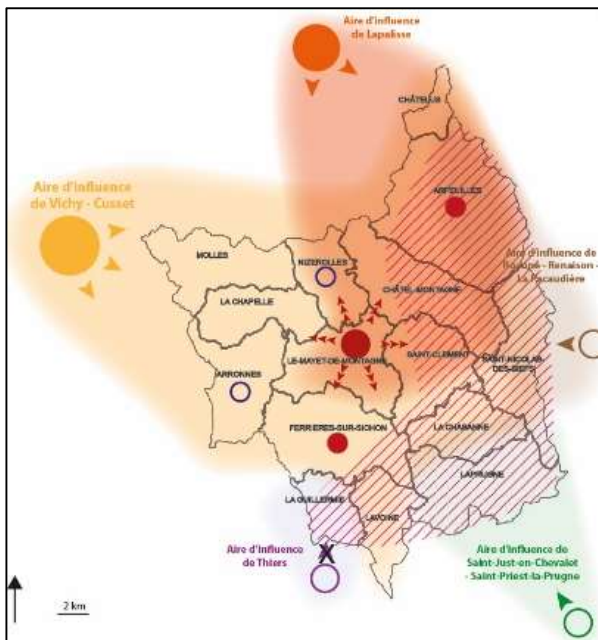 Aire d'influence
de Lapalisse
CHÂTELUS
ARFEUILLES
Aire d'influence
de Vichy - Cusset
MOLLES
NIZEROLLES
Aire d'influence de
Roanne - Renaison -
La Pacaudière
CHÂTEL-MONTAGNE
LA CHAPELLE
LE-MAYET-DE-MONTAGNE
SAINT-CLEMENT
SAINT-NICOLAS-
DES-BIEFS
ARRONNES
FERRIERES-SUR-SICHON
LA CHABANNE
LAPRUGNE
LA GUILLERMIE
LAVOINE
Aire d'influence
de Thiers
X
Aire d'influence de
Saint-Just-en-Chevalet
- Saint-Priest-la-Prugne
2 km